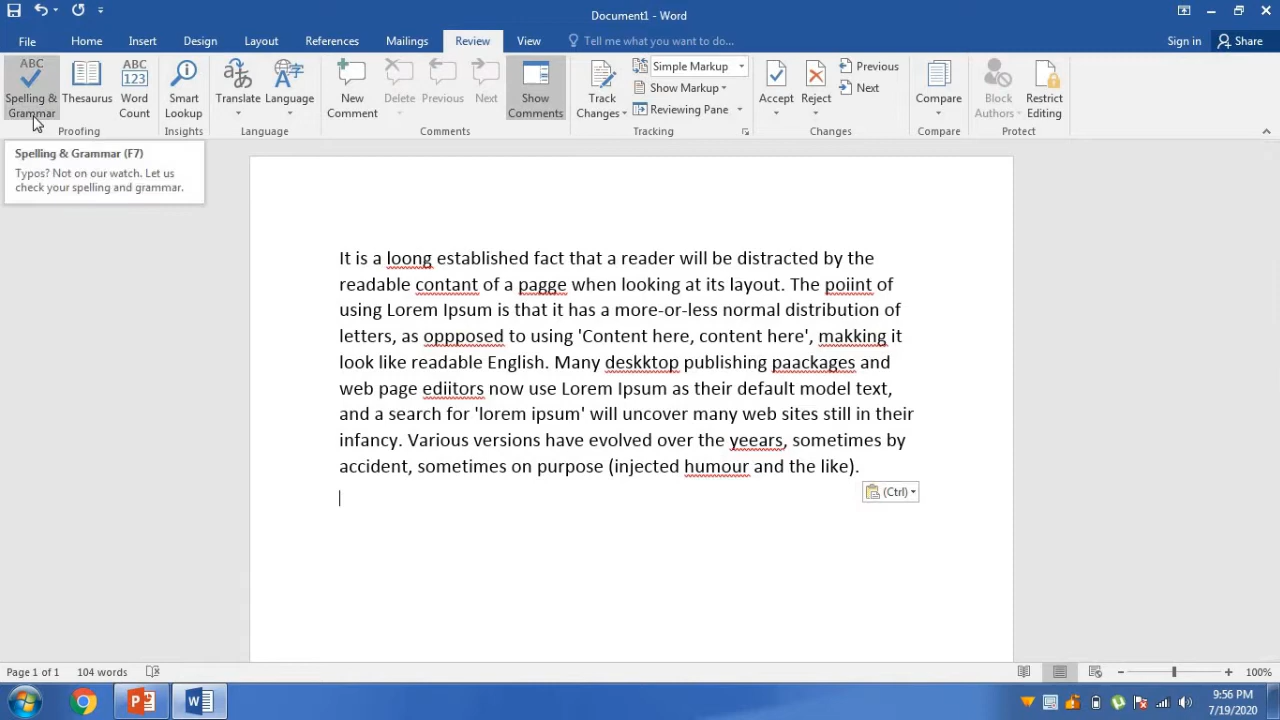 Document1 - Word
File Home Insert Design Layout References Mailings Review View Tell me what you want to do... Sign in Share
ABC Spelling & Grammar
Thesaurus
ABC 123 Word Count
Smart Lookup
Translate
Language
New Comment
Delete
Previous
Next
Show Comments
Track Changes
Simple Markup
Show Markup
Reviewing Pane
Accept
Reject
Previous
Next
Compare
Block Authors
Restrict Editing
Proofing Insights Language Comments Tracking Changes Compare Protect
Spelling & Grammar (F7)
Typos? Not on our watch. Let us
check your spelling and grammar.
It is a loong established fact that a reader will be distracted by the
readable contant of a pagge when looking at its layout. The poiint of
using Lorem Ipsum is that it has a more-or-less normal distribution of
letters, as oppposed to using 'Content here, content here', makking it
look like readable English. Many deskktop publishing paackages and
web page ediitors now use Lorem Ipsum as their default model text,
and a search for 'lorem ipsum' will uncover many web sites still in their
infancy. Various versions have evolved over the yeears, sometimes by
accident, sometimes on purpose (injected humour and the like).
(Ctrl)
Page 1 of 1 104 words 100%
9:56 PM
7/19/2020